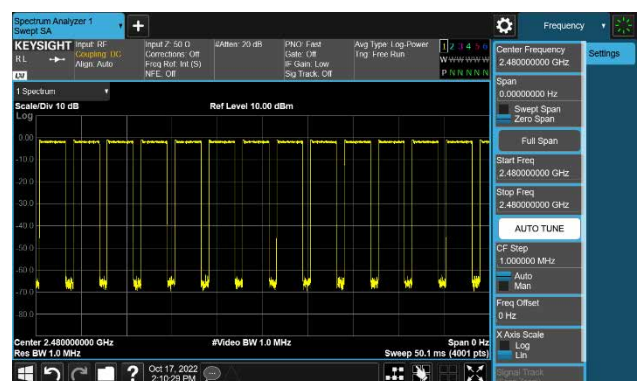 Spectrum Analyzer 1
Swept SA
+
Frequency
KEYSIGHT
Input: RF
Input Z: 50 Ω
#Atten: 20 dB
PNO: Fast
Avg Type: Log-Power
1 2 3 4 5 6
R L
Coupling: DC
Corrections: Off
Gate: Off
Trig: Free Run
W W W W W W
Align: Auto
Freq Ref: Int (S)
IF Gain: Low
P N N N N N
NFE: Off
Sig Track: Off
LXI
1 Spectrum
Scale/Div 10 dB
Ref Level 10.00 dBm
Log
0.00
-10.0
-20.0
-30.0
-40.0
-50.0
-60.0
-70.0
-80.0
Center 2.480000000 GHz
#Video BW 1.0 MHz
Span 0 Hz
Res BW 1.0 MHz
Sweep 50.1 ms (4001 pts)
?
Oct 17, 2022
2:10:29 PM
Settings
Center Frequency
2.480000000 GHz
Span
0.00000000 Hz
Swept Span
Zero Span
Full Span
Start Freq
2.480000000 GHz
Stop Freq
2.480000000 GHz
AUTO TUNE
CF Step
1.000000 MHz
Auto
Man
Freq Offset
0 Hz
X Axis Scale
Log
Lin
Signal Track